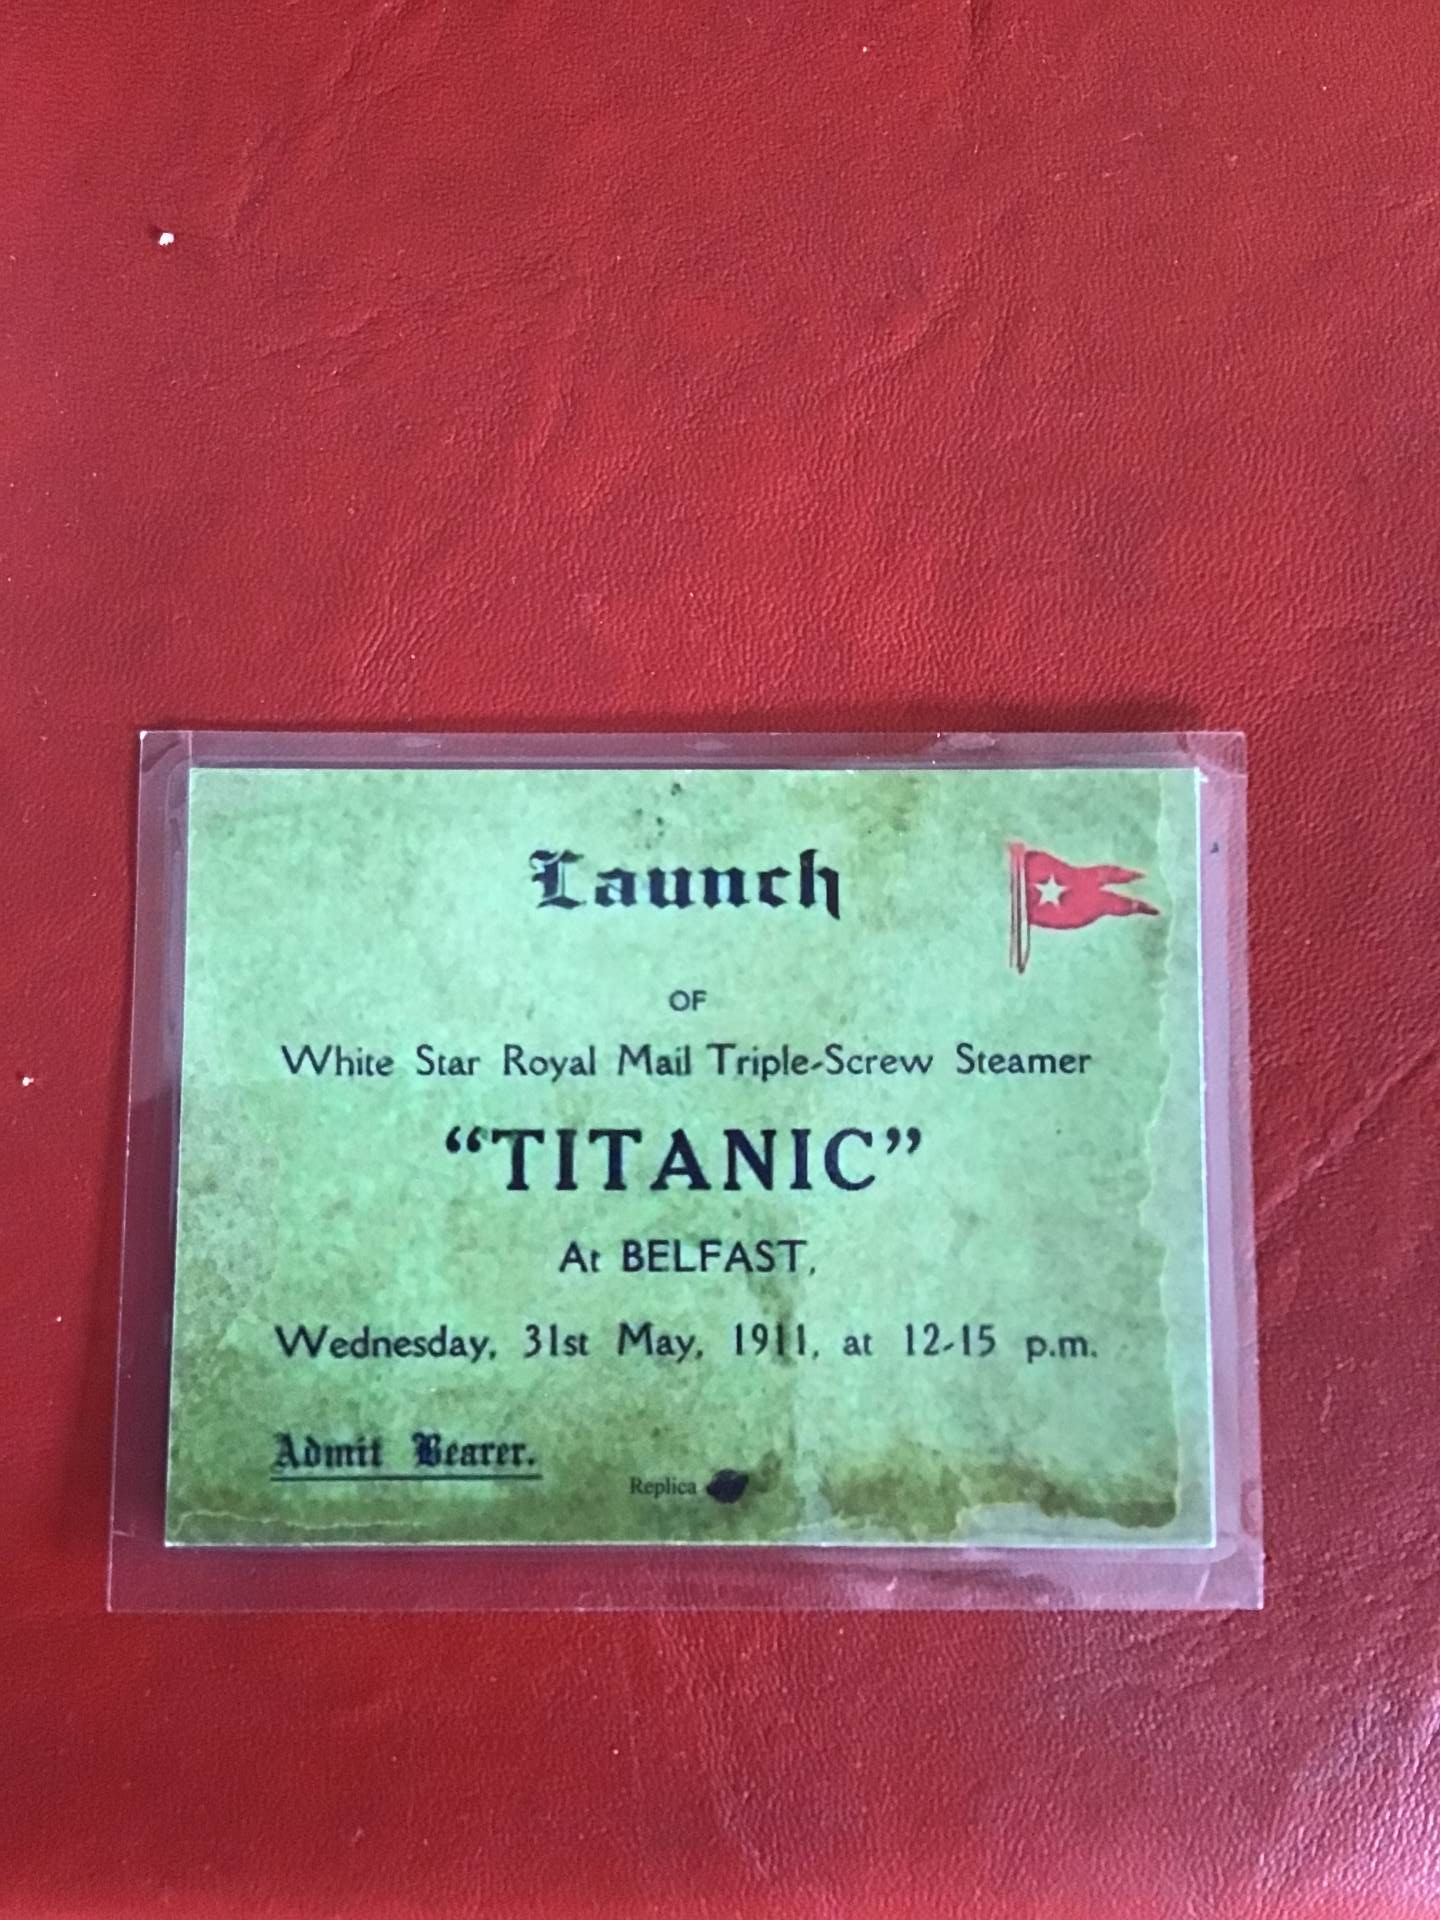 Launch
OF
White Star Royal Mail Triple-Screw Steamer
“TITANIC”
At BELFAST,
Wednesday, 31st May, 1911, at 12-15 p.m.
Admit Bearer.
Replica